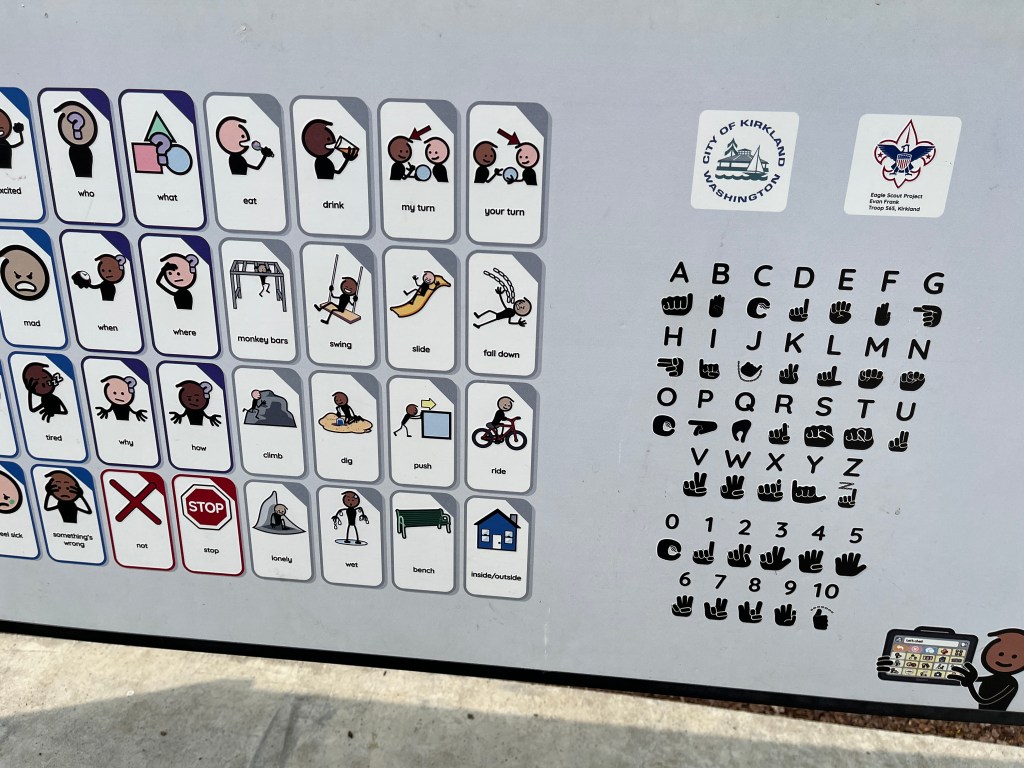 xcited
who
what
eat
drink
my turn
your turn
mad
when
where
monkey bars
swing
slide
fall down
tired
why
how
climb
dig
push
ride
eel sick
something's
wrong
not
STOP
stop
lonely
wet
bench
inside/outside
CITY OF KIRKLAND
WASHINGTON
Eagle Scout Project
Evan Frank
Troop 565, Kirkland
A B C D E F G
H I J K L M N
O P Q R S T U
V W X Y Z
0 1 2 3 4 5
6 7 8 9 10